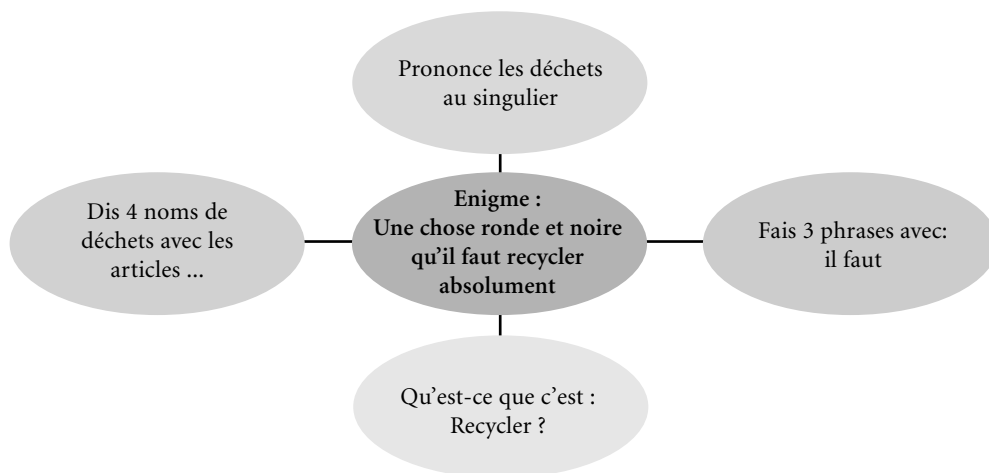 Prononce les déchets
au singulier
Dis 4 noms de
déchets avec les
articles ...
Enigme :
Une chose ronde et noire
qu’il faut recycler
absolument
Fais 3 phrases avec:
il faut
Qu’est-ce que c’est :
Recycler ?